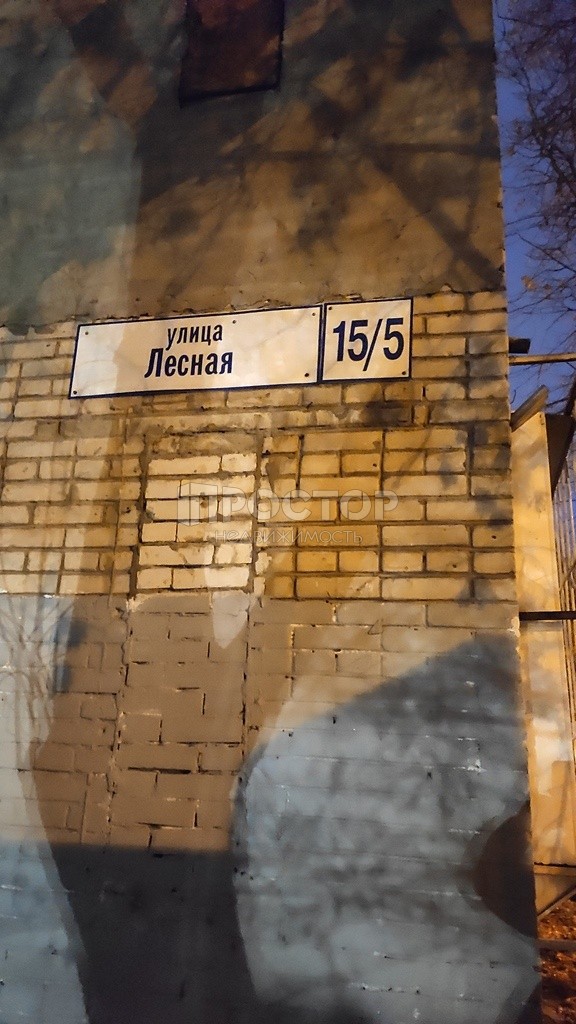 улица
Лесная
15/5
ПРОСТОР
НЕДВИЖИМОСТЬ